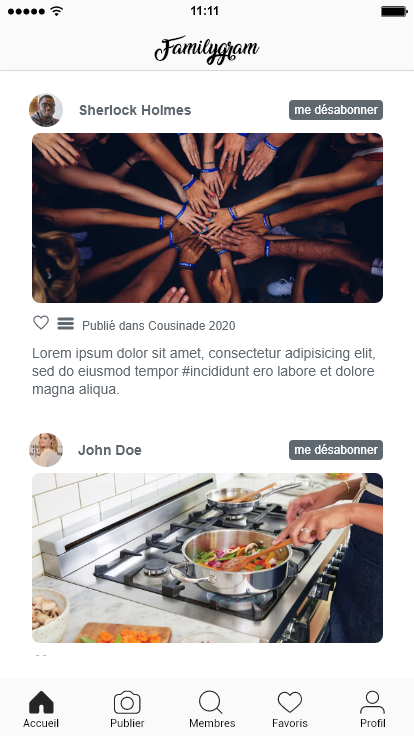 11:11
Familygram
Sherlock Holmes
me désabonner
Publié dans Cousinade 2020
Lorem ipsum dolor sit amet, consectetur adipisicing elit,
sed do eiusmod tempor #incididunt ero labore et dolore
magna aliqua.
John Doe
me désabonner
Accueil
Publier
Membres
Favoris
Profil